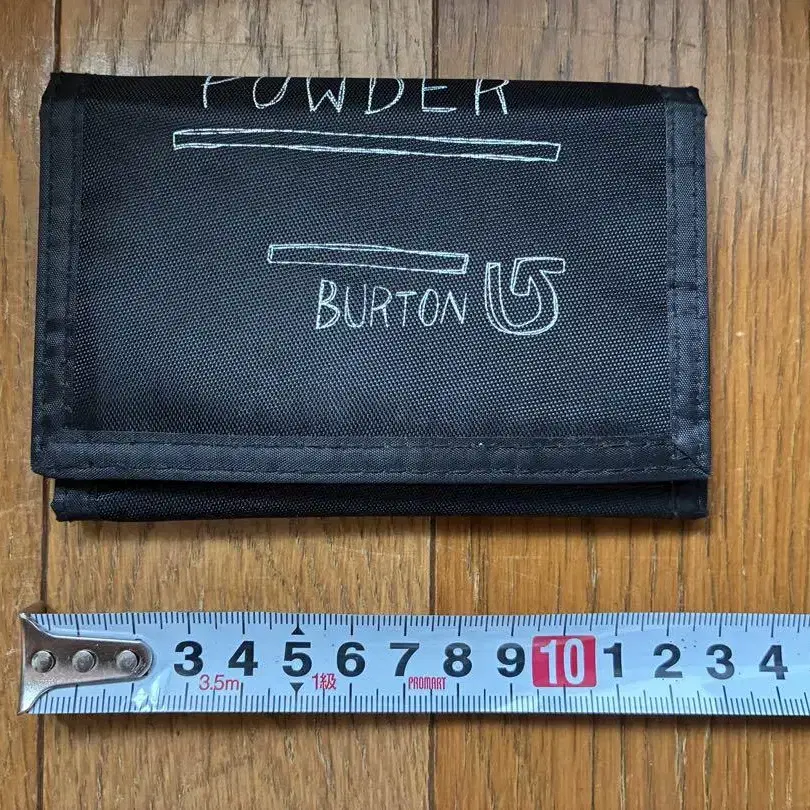 POWDER
BURTON
3 4 5 6 7 8 9 10 1 2 3 4
3.5m 1級 PROMART